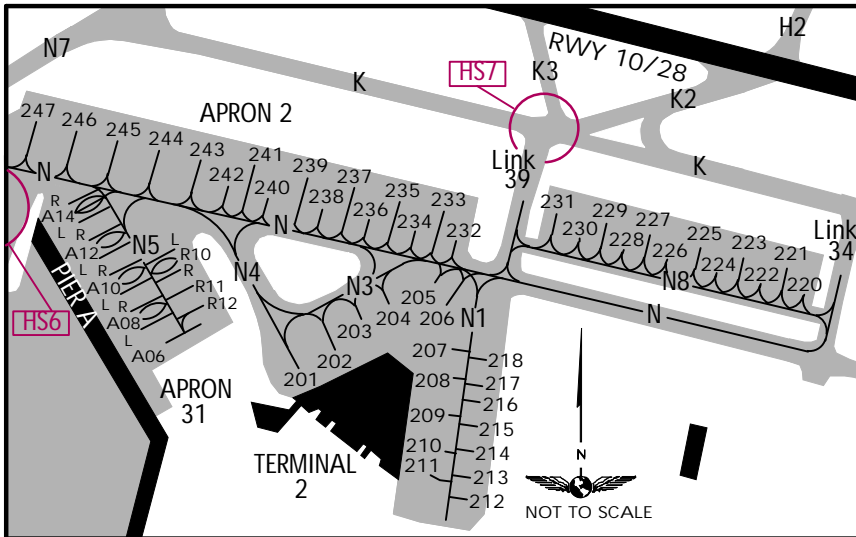 N7
K
HS7
K3
RWY 10/28
H2
K2
K
APRON 2
Link
39
Link
34
247
246
245
244
243
242
241
240
239
238
237
236
235
234
233
232
231
230
229
228
227
226
225
224
223
222
221
220
N
N
N
N8
N5
N4
N3
N1
R
A14
L R
A12
L
R10
R
A10
R11
L R
A08
R12
L
A06
PIER A
HS6
APRON
31
201
202
203
204
205
206
207
218
208
217
216
209
215
210
214
211
213
212
TERMINAL
2
N
NOT TO SCALE